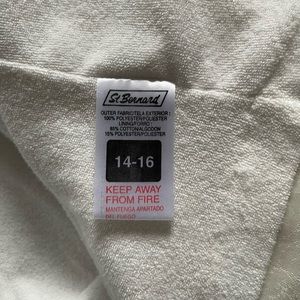 St Bernard
OUTER FABRIC/TELA EXTERIOR :
100% POLYESTER/POLIESTER
LINING/FORRO :
85% COTTON/ALGODON
15% POLYESTER/POLIESTER
14-16
KEEP AWAY
FROM FIRE
MANTENGA APARTADO
DEL FUEGO